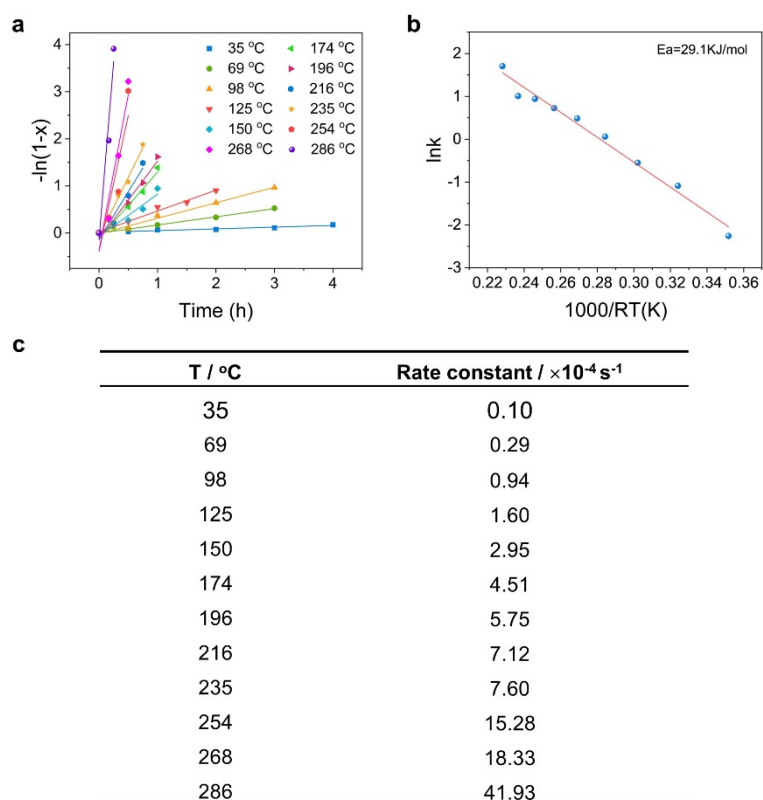 a
-ln(1-x)
4
3
2
1
0
35 °C
69 °C
98 °C
125 °C
150 °C
268 °C
174 °C
196 °C
216 °C
235 °C
254 °C
286 °C
0 1 2 3 4
Time (h)
b
lnk
2
1
0
-1
-2
-3
Ea=29.1KJ/mol
0.22 0.24 0.26 0.28 0.30 0.32 0.34 0.36
1000/RT(K)
c
T / °C Rate constant / ×10⁻⁴ s⁻¹
35 0.10
69 0.29
98 0.94
125 1.60
150 2.95
174 4.51
196 5.75
216 7.12
235 7.60
254 15.28
268 18.33
286 41.93